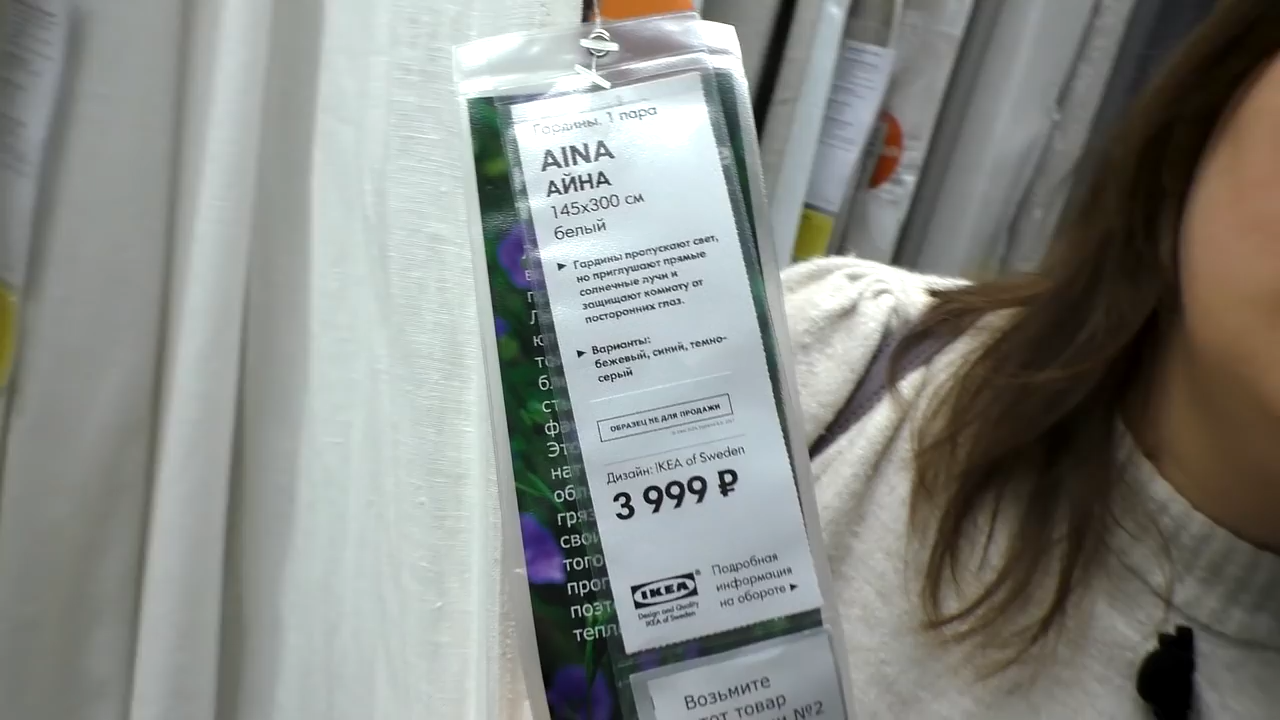 Гардины, 1 пара
AINA
АЙНА
145x300 см
белый
► Гардины пропускают свет,
но приглушают прямые
солнечные лучи и
защищают комнату от
посторонних глаз.
► Варианты:
бежевый, синий, темно-
серый
ОБРАЗЕЦ НЕ ДЛЯ ПРОДАЖИ
Дизайн: IKEA of Sweden
3 999 ₽
IKEA®
Design and Quality
IKEA of Sweden
Подробная
информация
на обороте ►
Возьмите
товар
№2